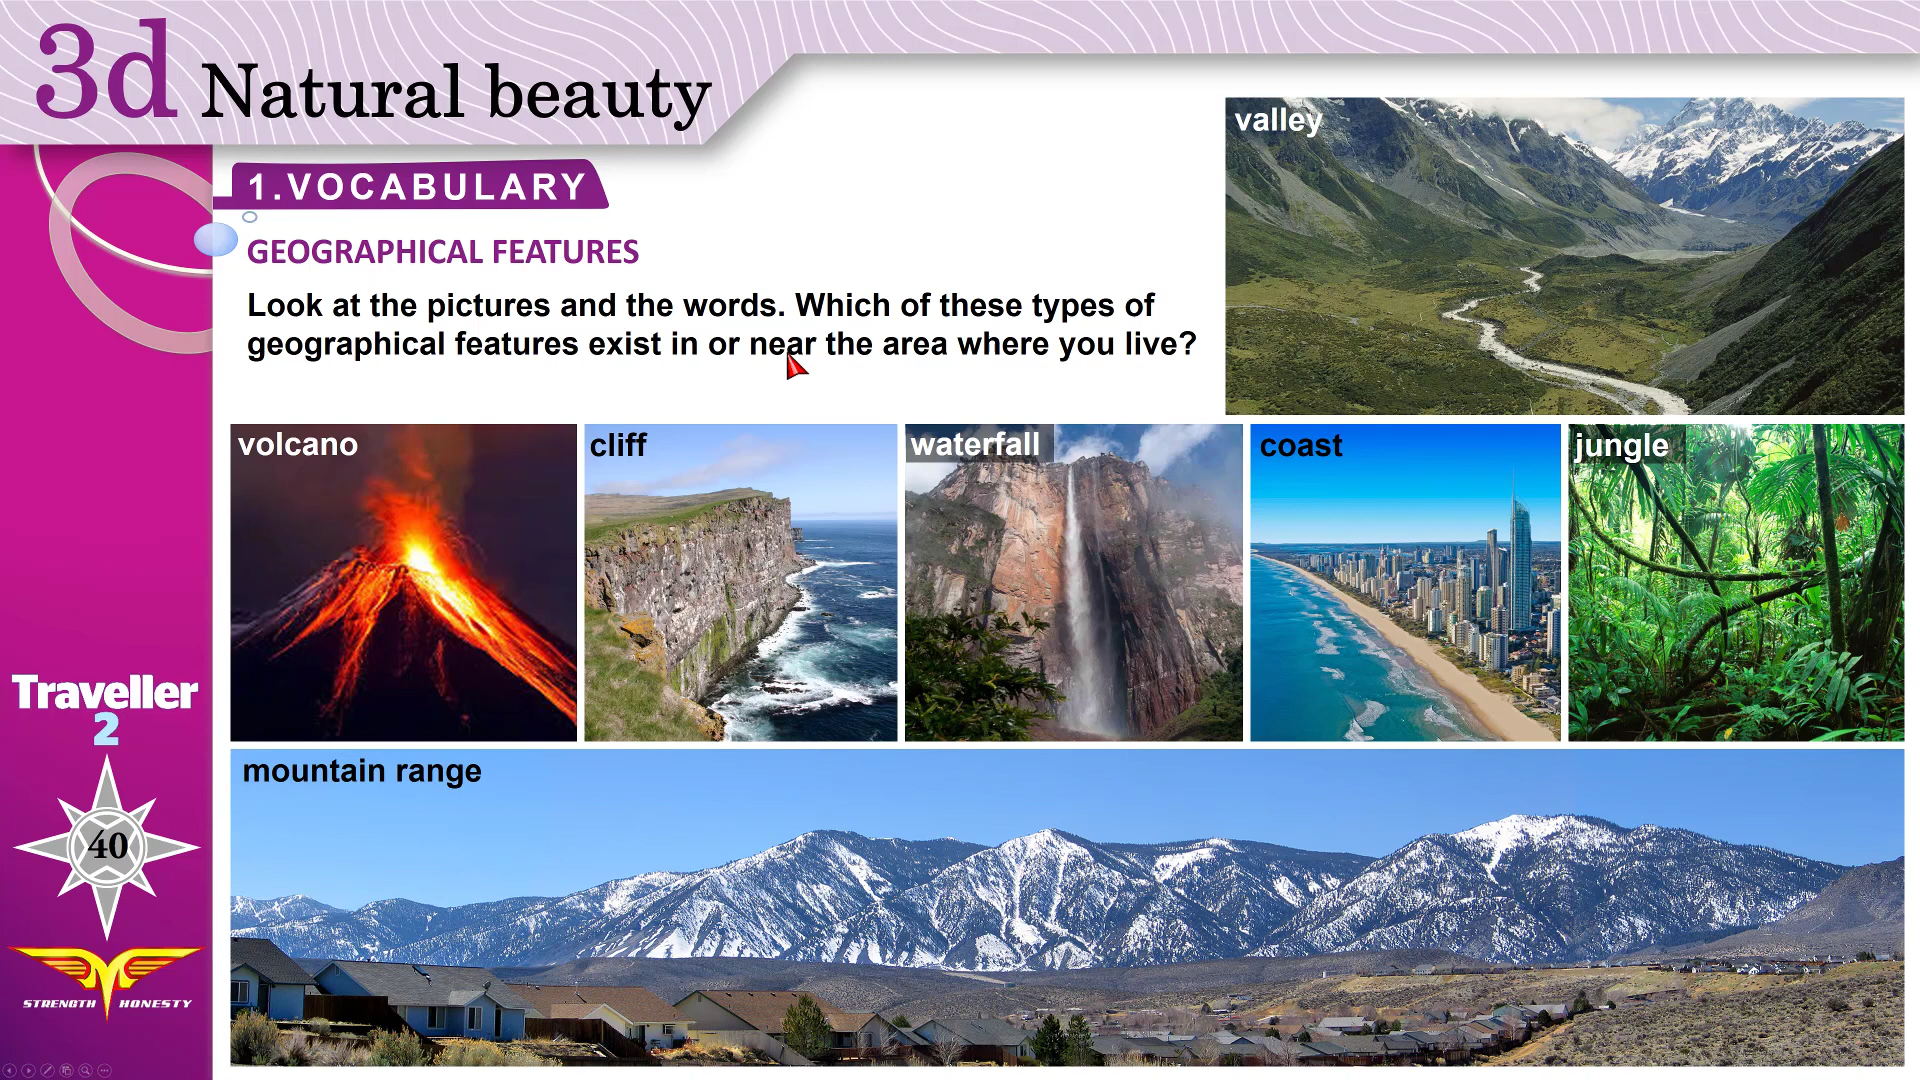 3d Natural beauty
1.VOCABULARY
GEOGRAPHICAL FEATURES
Look at the pictures and the words. Which of these types of
geographical features exist in or near the area where you live?
valley
volcano
cliff
waterfall
coast
jungle
mountain range
Traveller
2
40
STRENGTH HONESTY